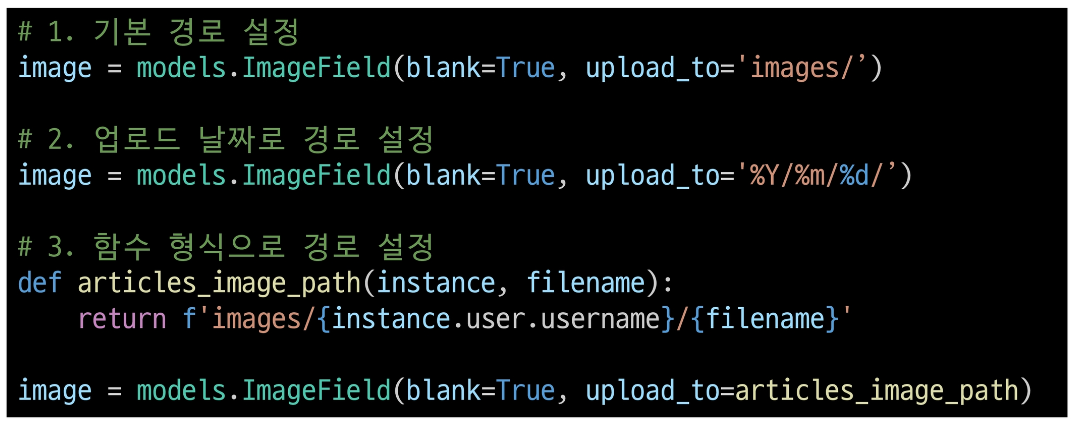 # 1. 기본 경로 설정
image = models.ImageField(blank=True, upload_to='images/’)
# 2. 업로드 날짜로 경로 설정
image = models.ImageField(blank=True, upload_to='%Y/%m/%d/’)
# 3. 함수 형식으로 경로 설정
def articles_image_path(instance, filename):
    return f'images/{instance.user.username}/{filename}'
image = models.ImageField(blank=True, upload_to=articles_image_path)